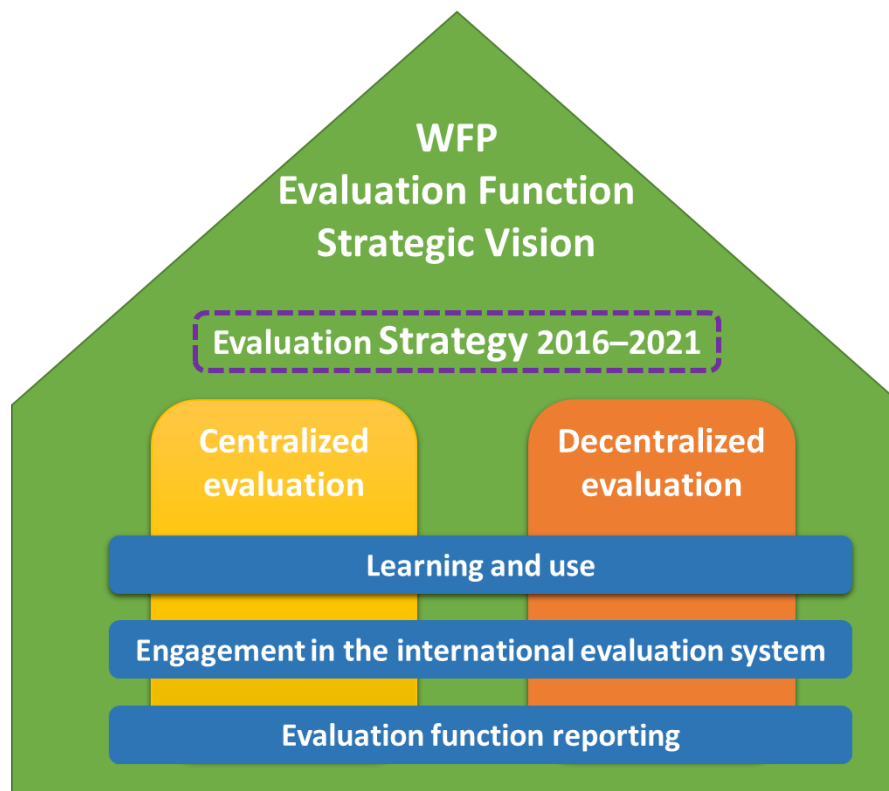 WFP
Evaluation Function
Strategic Vision
Evaluation Strategy 2016–2021
Centralized
evaluation
Decentralized
evaluation
Learning and use
Engagement in the international evaluation system
Evaluation function reporting